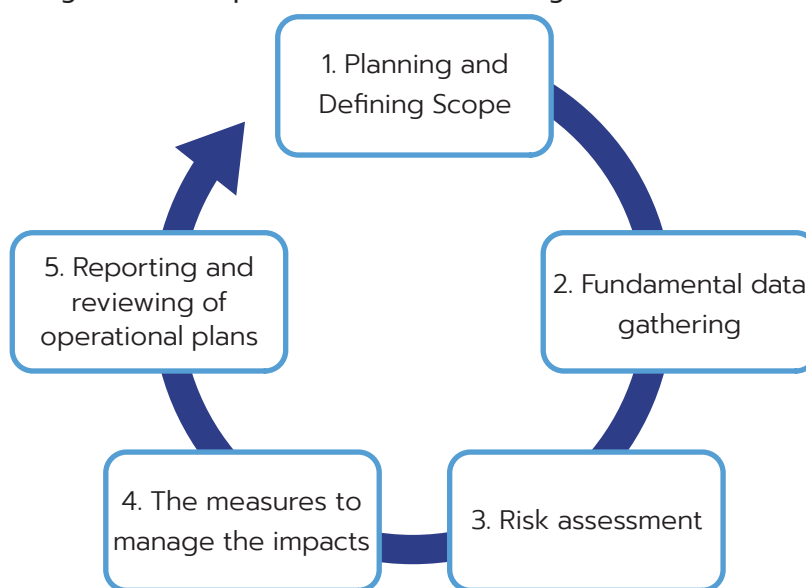 1. Planning and
Defining Scope
2. Fundamental data
gathering
3. Risk assessment
4. The measures to
manage the impacts
5. Reporting and
reviewing of
operational plans